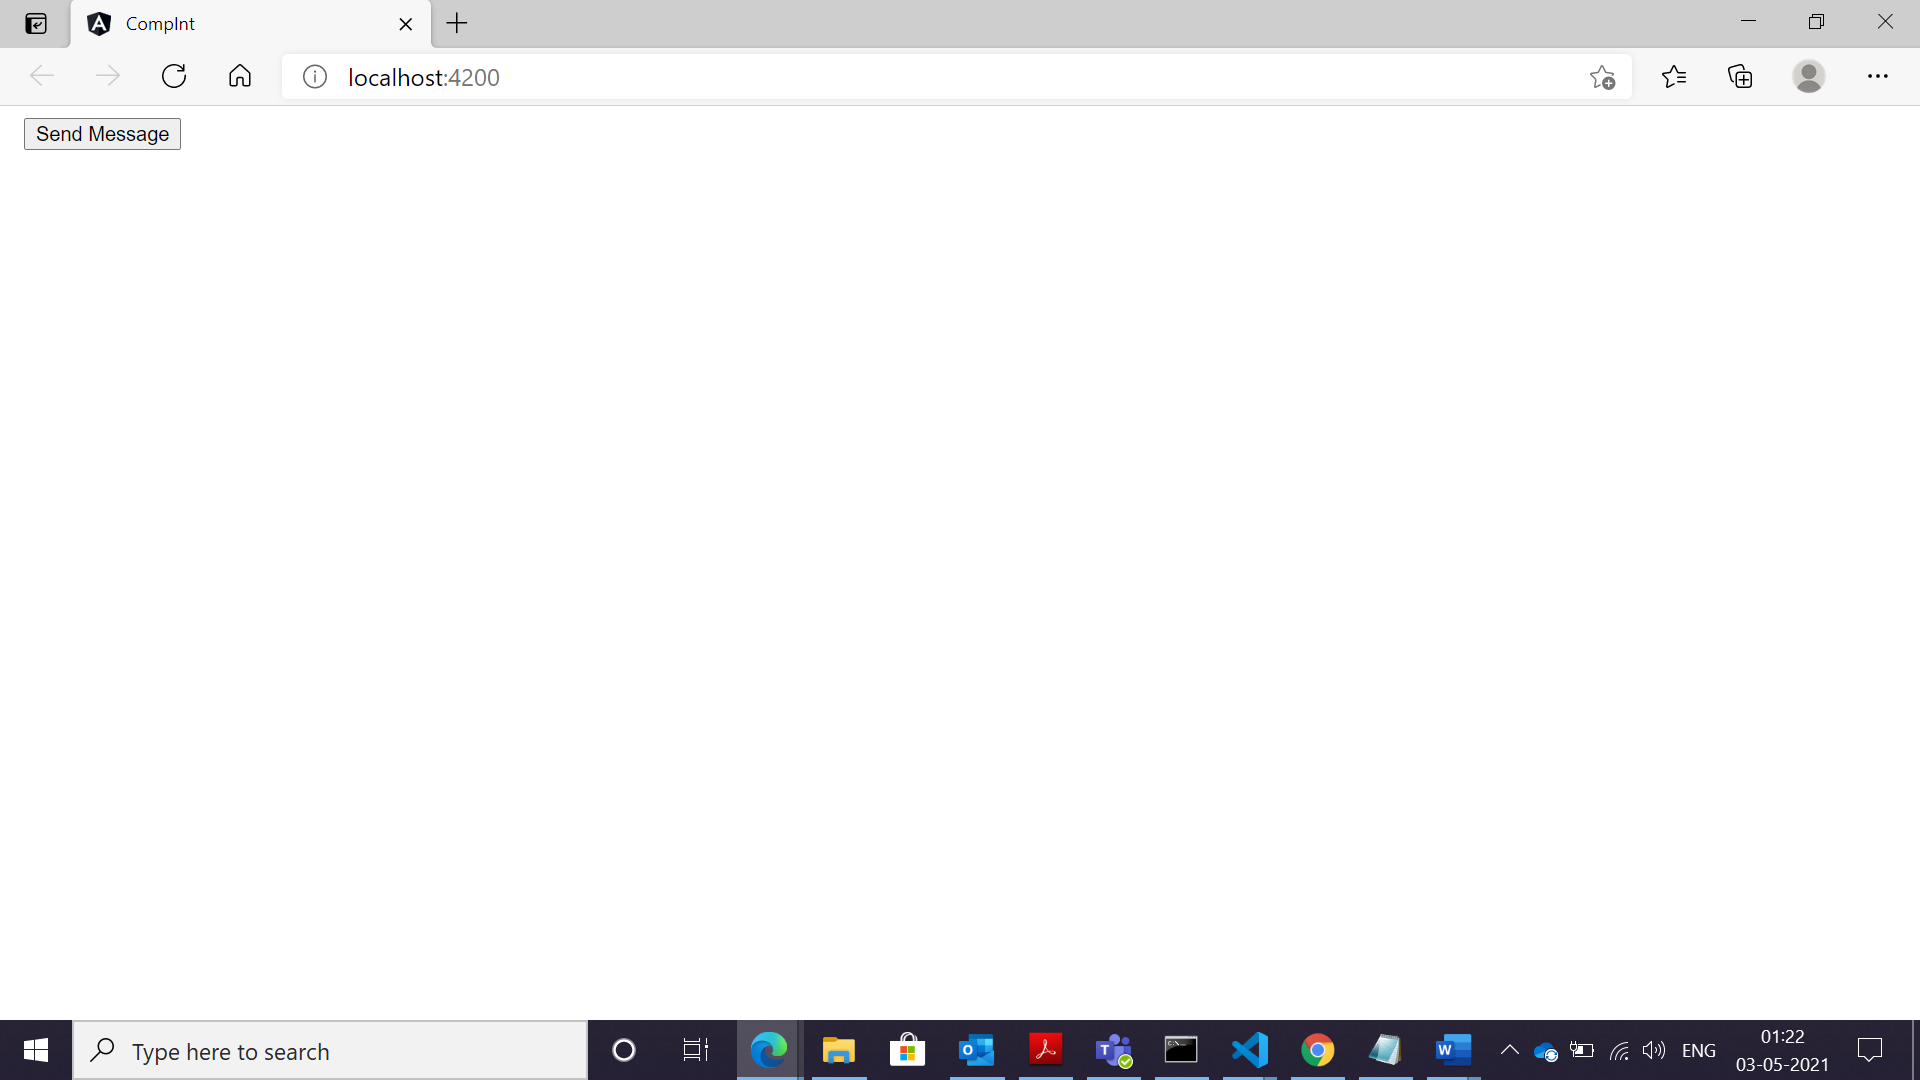 CompInt
localhost:4200
Send Message
Type here to search
ENG
01:22
03-05-2021